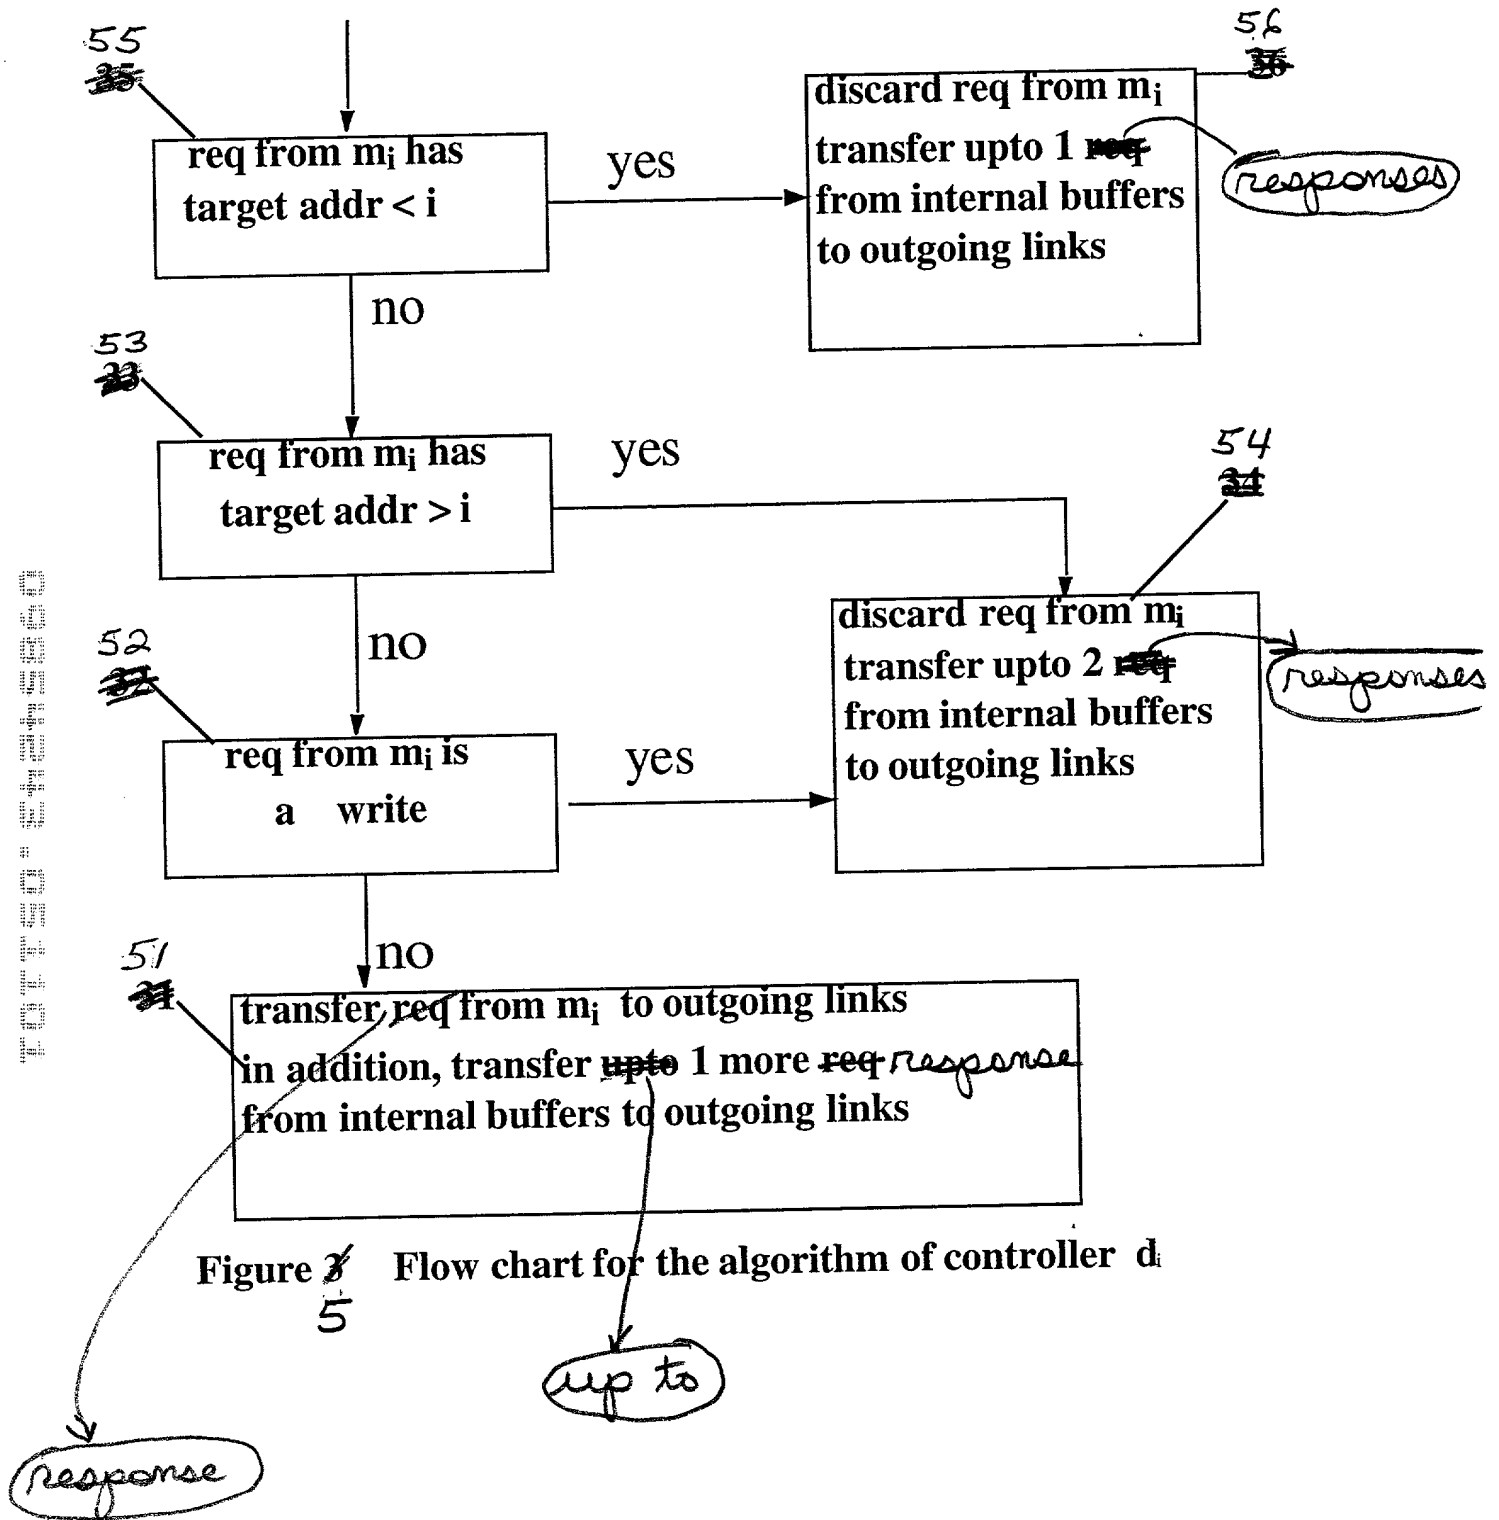 55
35
56
36
req from mi has
target addr < i
yes
discard req from mi
transfer upto 1 req
from internal buffers
to outgoing links
responses
no
53
33
req from mi has
target addr > i
yes
54
34
no
discard req from mi
transfer upto 2 req
from internal buffers
to outgoing links
responses
52
32
req from mi is
a write
yes
no
51
31
transfer req from mi to outgoing links
in addition, transfer upto 1 more req response
from internal buffers to outgoing links
Figure 3 Flow chart for the algorithm of controller di
5
up to
response